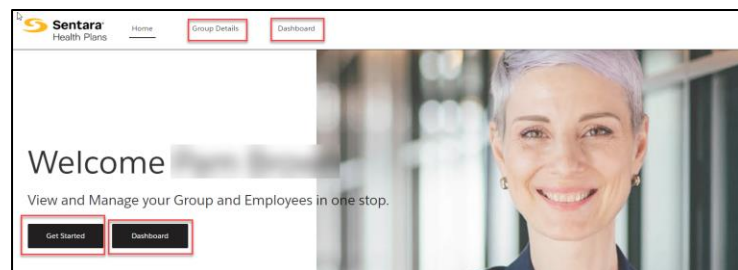 Sentara
Health Plans
Home Group Details Dashboard
Welcome
View and Manage your Group and Employees in one stop.
Get Started Dashboard